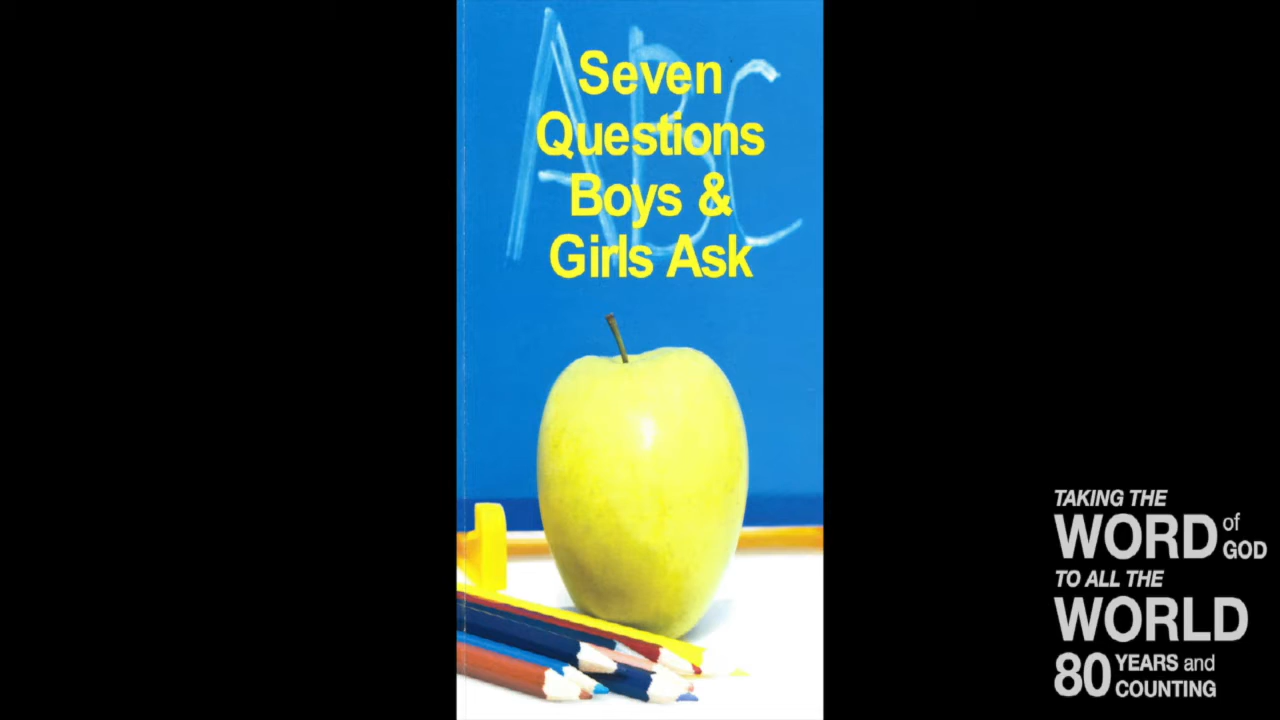 ABC
Seven
Questions
Boys &
Girls Ask
TAKING THE
WORD of GOD
TO ALL THE
WORLD
80 YEARS and
COUNTING